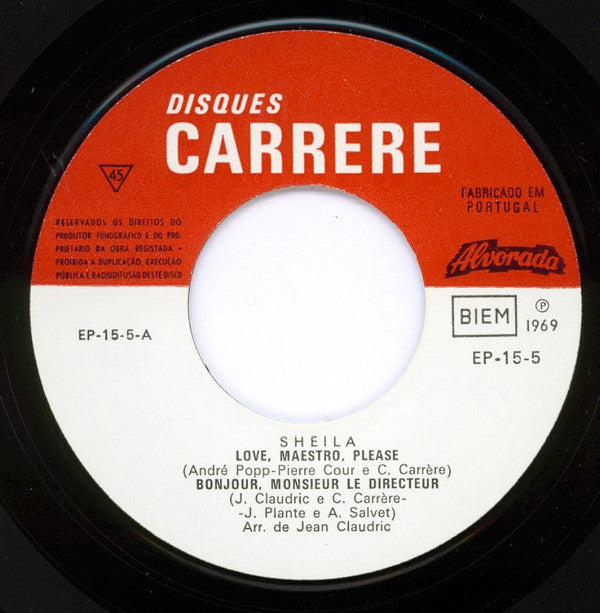 DISQUES
CARRERE
45
FABRICADO EM
PORTUGAL
RESERVADOS OS DIREITOS DO
PRODUTOR FONOGRÁFICO E DO PRO-
PRIETARIO DA OBRA REGISTADA •
PROIBIDA A DUPLICAÇÃO, EXECUÇÃO
PÚBLICA E RADIODIFUSÃO DESTE DISCO
Alvorada
BIEM
Ⓟ
1969
EP-15-5-A
EP-15-5
SHEILA
LOVE, MAESTRO, PLEASE
(André Popp-Pierre Cour e C. Carrère)
BONJOUR, MONSIEUR LE DIRECTEUR
(J. Claudric e C. Carrère-
-J. Plante e A. Salvet)
Arr. de Jean Claudric